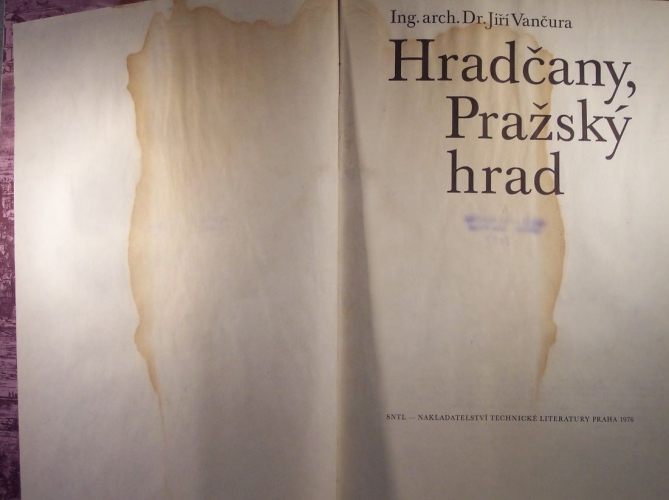 Ing. arch. Dr. Jiří Vančura
Hradčany,
Pražský
hrad
SNTL — NAKLADATELSTVÍ TECHNICKÉ LITERATURY PRAHA 1976